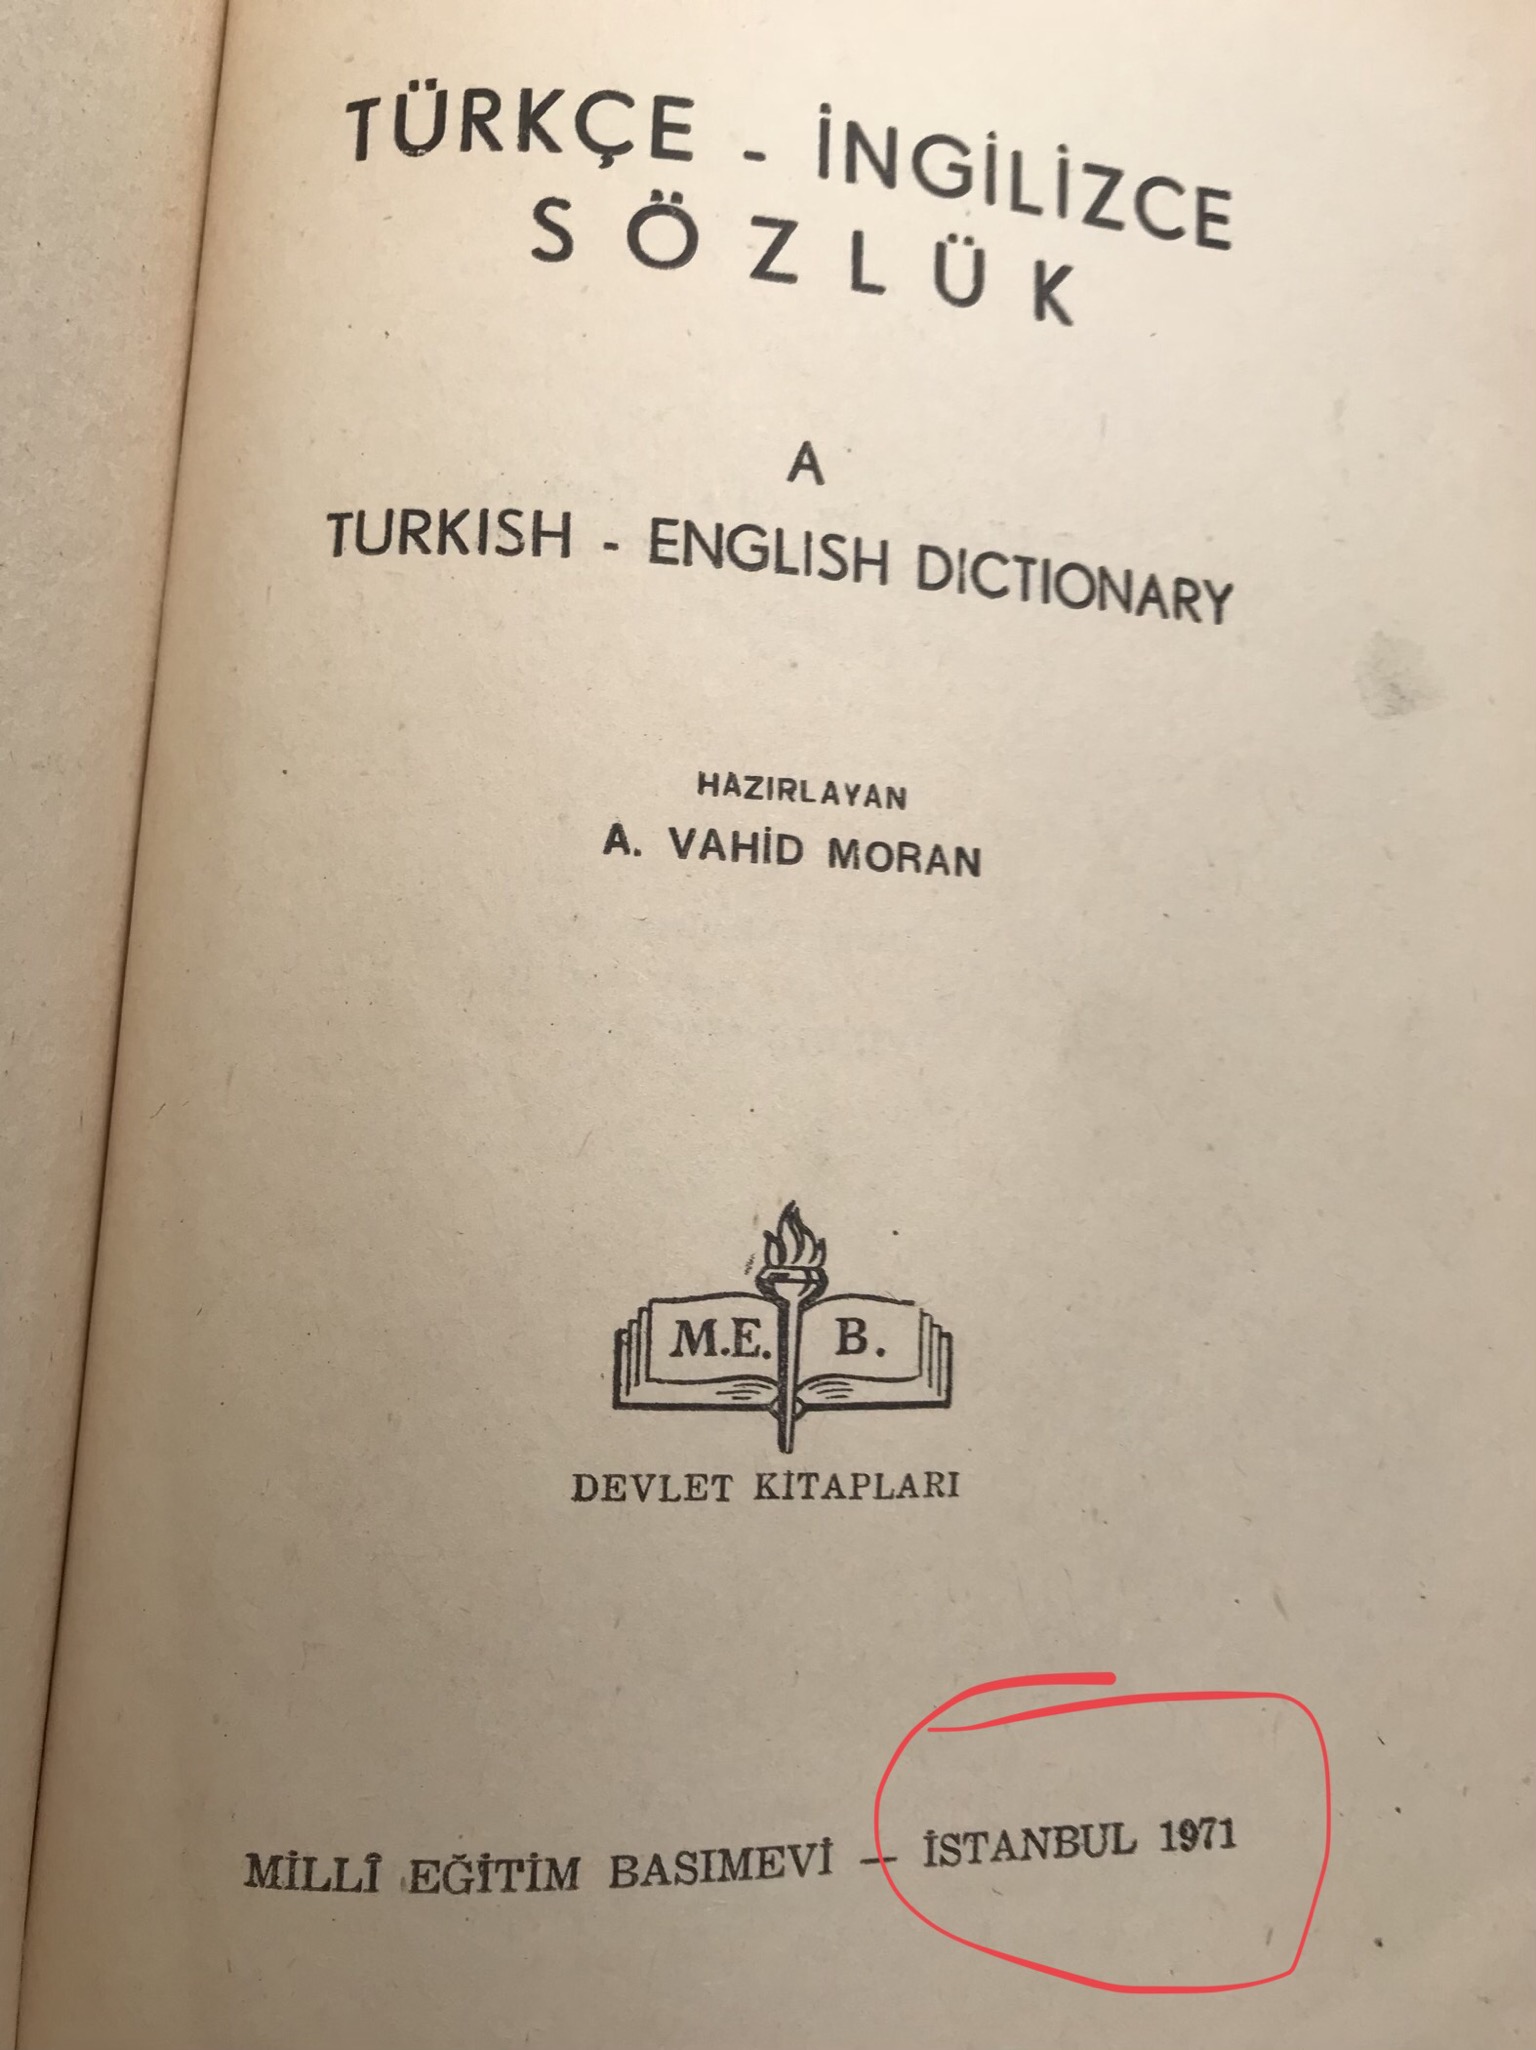 TÜRKÇE - İNGİLİZCE
SÖZLÜK
A
TURKISH - ENGLISH DICTIONARY
HAZIRLAYAN
A. VAHİD MORAN
M.E. B.
DEVLET KİTAPLARI
MİLLÎ EĞİTİM BASIMEVİ — İSTANBUL 1971